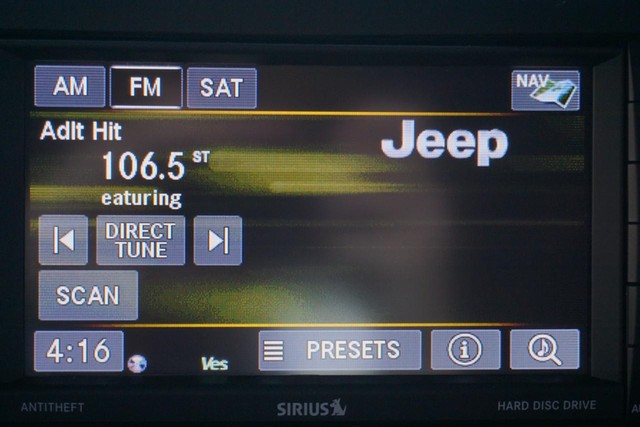 AM FM SAT NAV
Adlt Hit
Jeep
106.5 ST
eaturing
DIRECT
TUNE
SCAN
4:16 Ves PRESETS i
ANTITHEFT SIRIUS HARD DISC DRIVE